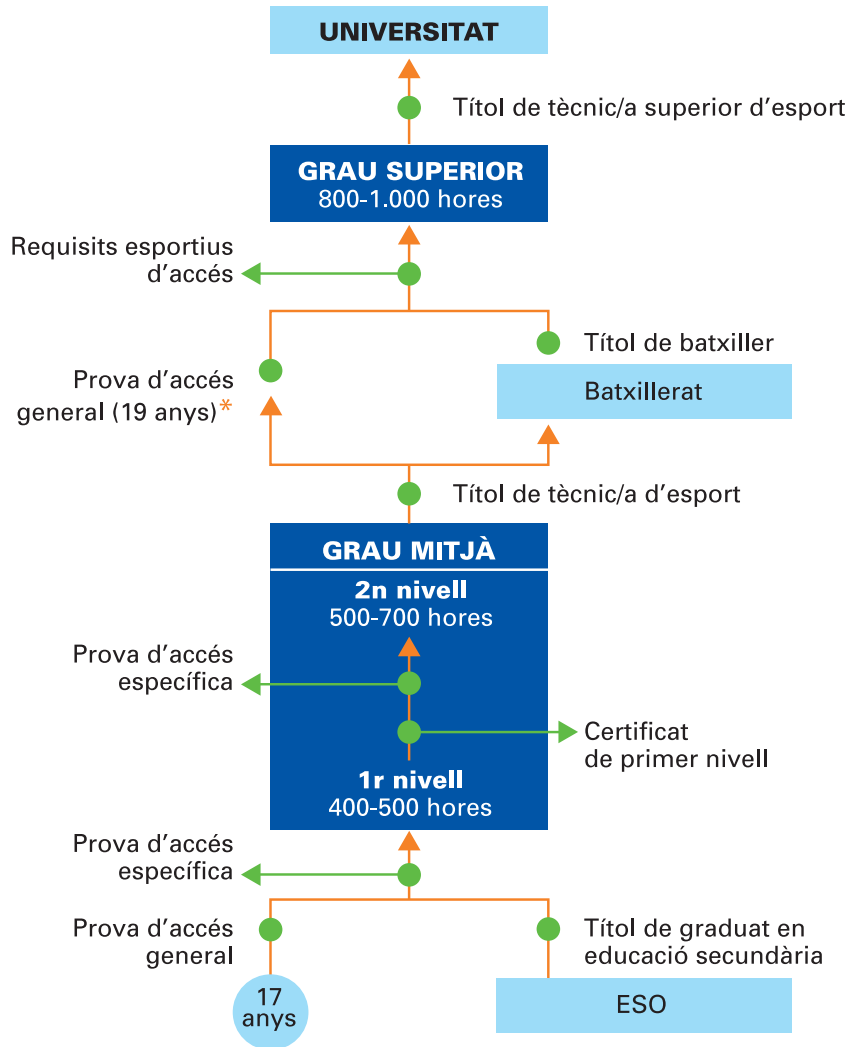 UNIVERSITAT
Títol de tècnic/a superior d'esport
GRAU SUPERIOR
800-1.000 hores
Requisits esportius
d'accés
Títol de batxiller
Prova d'accés
general (19 anys)*
Batxillerat
Títol de tècnic/a d'esport
GRAU MITJÀ
2n nivell
500-700 hores
Prova d'accés
específica
Certificat
de primer nivell
1r nivell
400-500 hores
Prova d'accés
específica
Prova d'accés
general
Títol de graduat en
educació secundària
17
anys
ESO